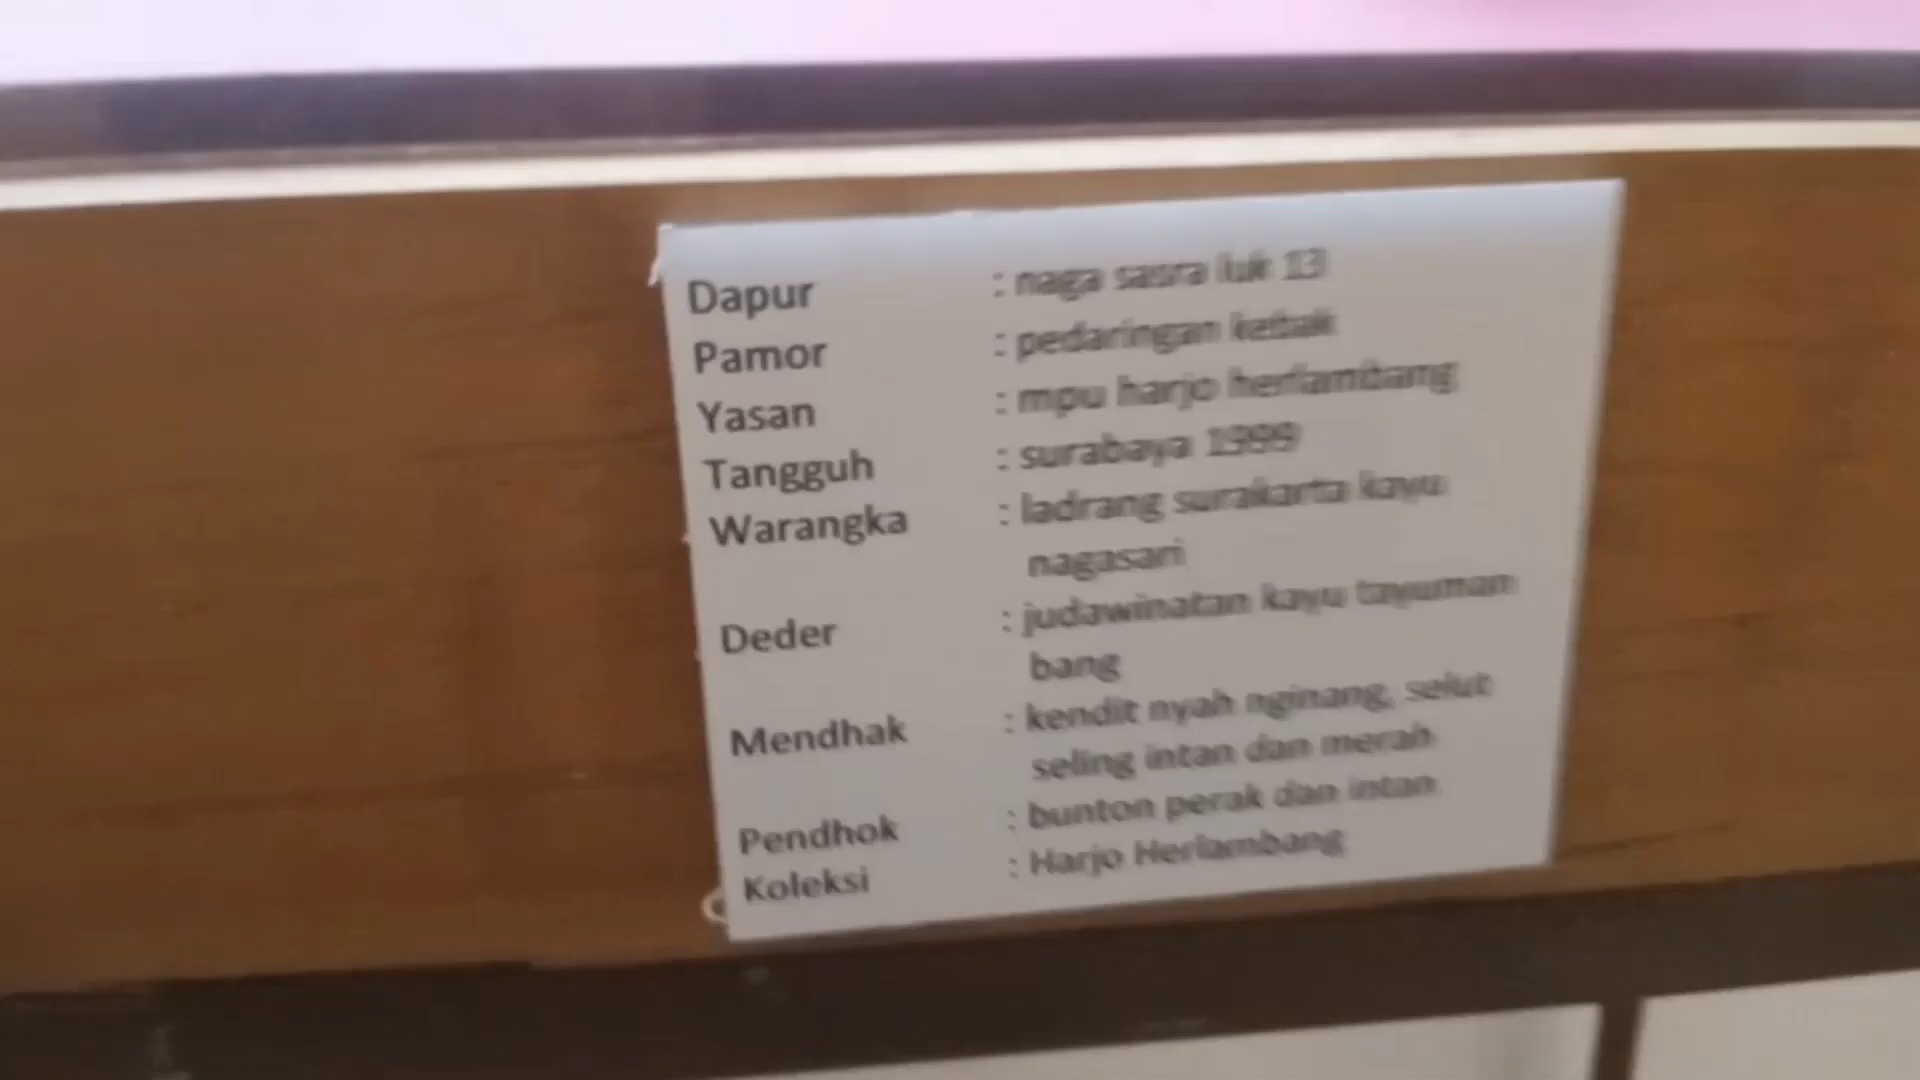 Dapur : naga sasra luk 13
Pamor : pedaringan kebak
Yasan : mpu harjo herlambang
Tangguh : surabaya 1999
Warangka : ladrang surakarta kayu
nagasari
Deder : judawinatan kayu tayuman
bang
Mendhak : kendit nyah nginang, selut
seling intan dan merah
Pendhok : bunton perak dan intan
Koleksi : Harjo Herlambang